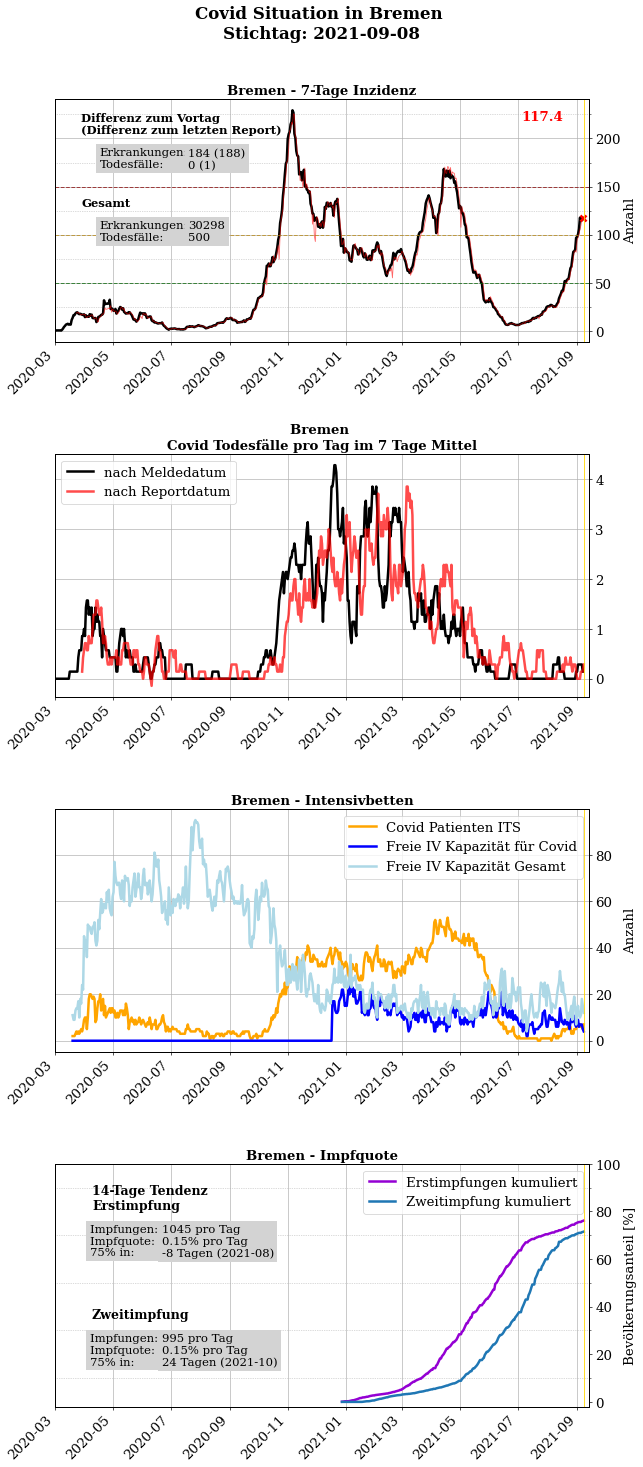 Covid Situation in Bremen
Stichtag: 2021-09-08
Bremen - 7-Tage Inzidenz
Differenz zum Vortag
(Differenz zum letzten Report)
Erkrankungen 184 (188)
Todesfälle: 0 (1)
Gesamt
Erkrankungen 30298
Todesfälle: 500
117.4
200
150
100
50
0
Anzahl
2020-03 2020-05 2020-07 2020-09 2020-11 2021-01 2021-03 2021-05 2021-07 2021-09
Bremen
Covid Todesfälle pro Tag im 7 Tage Mittel
nach Meldedatum
nach Reportdatum
4
3
2
1
0
2020-03 2020-05 2020-07 2020-09 2020-11 2021-01 2021-03 2021-05 2021-07 2021-09
Bremen - Intensivbetten
Covid Patienten ITS
Freie IV Kapazität für Covid
Freie IV Kapazität Gesamt
80
60
40
20
0
Anzahl
2020-03 2020-05 2020-07 2020-09 2020-11 2021-01 2021-03 2021-05 2021-07 2021-09
Bremen - Impfquote
14-Tage Tendenz
Erstimpfung
Impfungen: 1045 pro Tag
Impfquote: 0.15% pro Tag
75% in: -8 Tagen (2021-08)
Zweitimpfung
Impfungen: 995 pro Tag
Impfquote: 0.15% pro Tag
75% in: 24 Tagen (2021-10)
Erstimpfungen kumuliert
Zweitimpfung kumuliert
100
80
60
40
20
0
Bevölkerungsanteil [%]
2020-03 2020-05 2020-07 2020-09 2020-11 2021-01 2021-03 2021-05 2021-07 2021-09